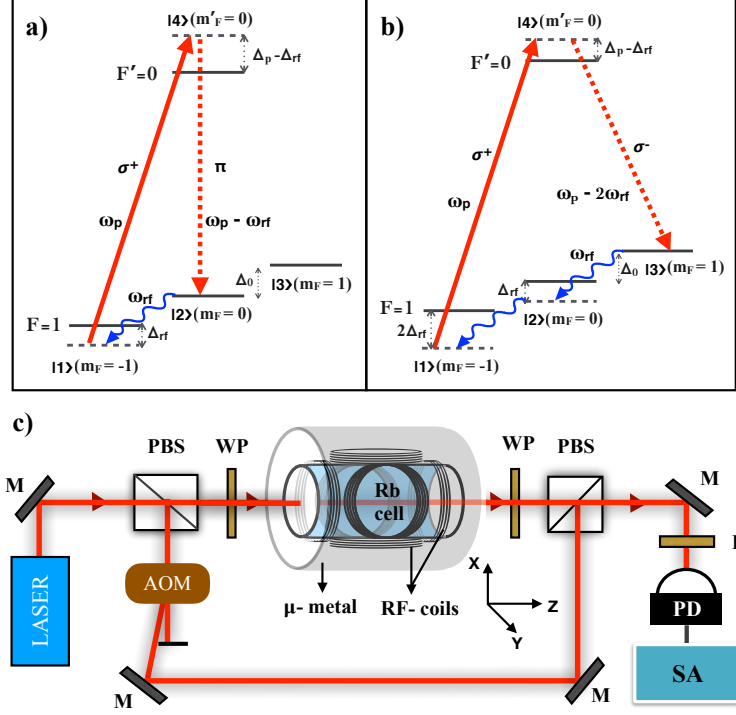 a)
|4>(m'F = 0)
Δp - Δrf
F'=0
σ+
π
ωp
ωp - ωrf
ωrf
Δ0
|3>(mF = 1)
F=1
|2>(mF = 0)
Δrf
|1>(mF = -1)
b)
|4>(m'F = 0)
Δp - Δrf
F'=0
σ+
σ-
ωp
ωp - 2ωrf
ωrf
Δ0
|3>(mF = 1)
Δrf
F=1
|2>(mF = 0)
2Δrf
|1>(mF = -1)
c)
PBS
WP
WP
PBS
M
M
Rb
cell
LASER
AOM
μ- metal
RF- coils
X
Z
Y
PD
SA
M
M